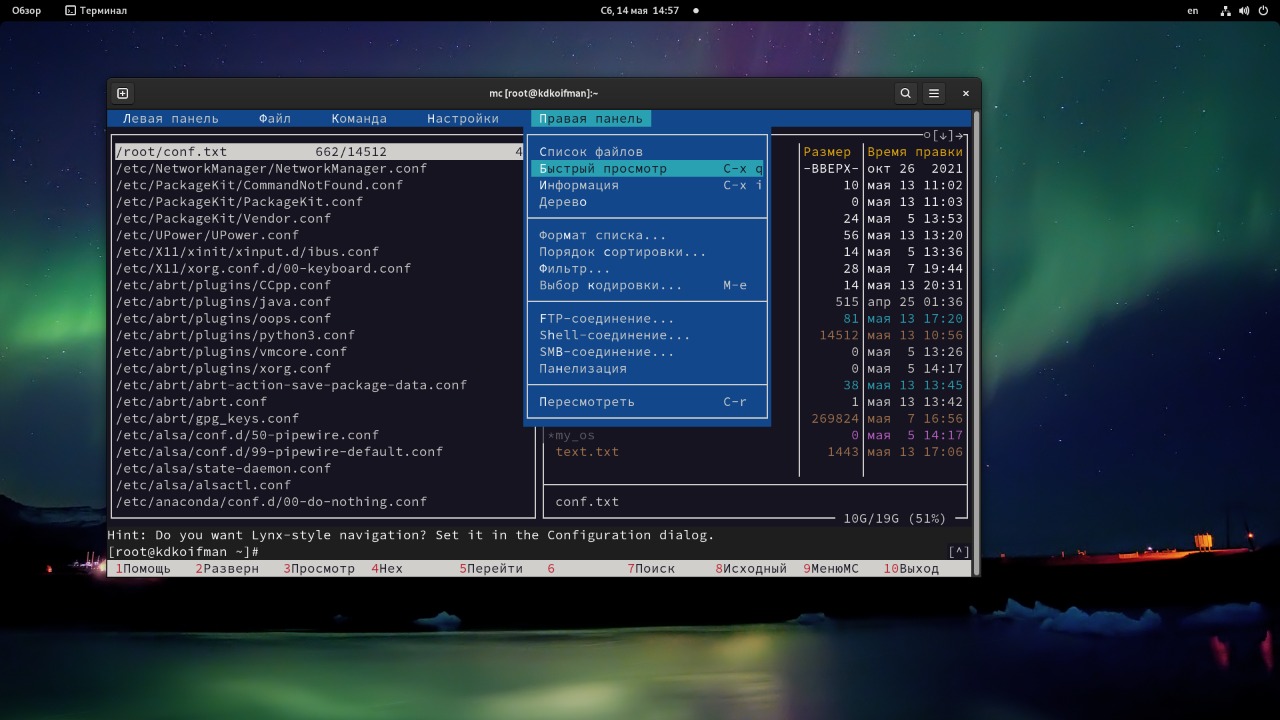 Обзор Терминал Сб, 14 мая 14:57 en
mc [root@kdkoifman]:~
Левая панель Файл Команда Настройки Правая панель
/root/conf.txt 662/14512 4 Список файлов Размер Время правки
/etc/NetworkManager/NetworkManager.conf Быстрый просмотр C-x q -ВВЕРХ- окт 26 2021
/etc/PackageKit/CommandNotFound.conf Информация C-x i 10 мая 13 11:02
/etc/PackageKit/PackageKit.conf Дерево 0 мая 13 11:03
/etc/PackageKit/Vendor.conf 24 мая 5 13:53
/etc/UPower/UPower.conf Формат списка... 56 мая 13 13:20
/etc/X11/xinit/xinput.d/ibus.conf Порядок сортировки... 14 мая 5 13:36
/etc/X11/xorg.conf.d/00-keyboard.conf Фильтр... 28 мая 7 19:44
/etc/abrt/plugins/CCpp.conf Выбор кодировки... M-e 14 мая 13 20:31
/etc/abrt/plugins/java.conf 515 апр 25 01:36
/etc/abrt/plugins/oops.conf FTP-соединение... 81 мая 13 17:20
/etc/abrt/plugins/python3.conf Shell-соединение... 14512 мая 13 10:56
/etc/abrt/plugins/vmcore.conf SMB-соединение... 0 мая 5 13:26
/etc/abrt/plugins/xorg.conf Панелизация 0 мая 5 14:17
/etc/abrt/abrt-action-save-package-data.conf 38 мая 13 13:45
/etc/abrt/abrt.conf Пересмотреть C-r 1 мая 13 13:42
/etc/abrt/gpg_keys.conf 269824 мая 7 16:56
/etc/alsa/conf.d/50-pipewire.conf *my_os 0 мая 5 14:17
/etc/alsa/conf.d/99-pipewire-default.conf text.txt 1443 мая 13 17:06
/etc/alsa/state-daemon.conf
/etc/alsa/alsactl.conf
/etc/anaconda/conf.d/00-do-nothing.conf conf.txt
10G/19G (51%)
Hint: Do you want Lynx-style navigation? Set it in the Configuration dialog.
[root@kdkoifman ~]# [^]
1Помощь 2Разверн 3Просмотр 4Hex 5Перейти 6 7Поиск 8Исходный 9МенюMC 10Выход